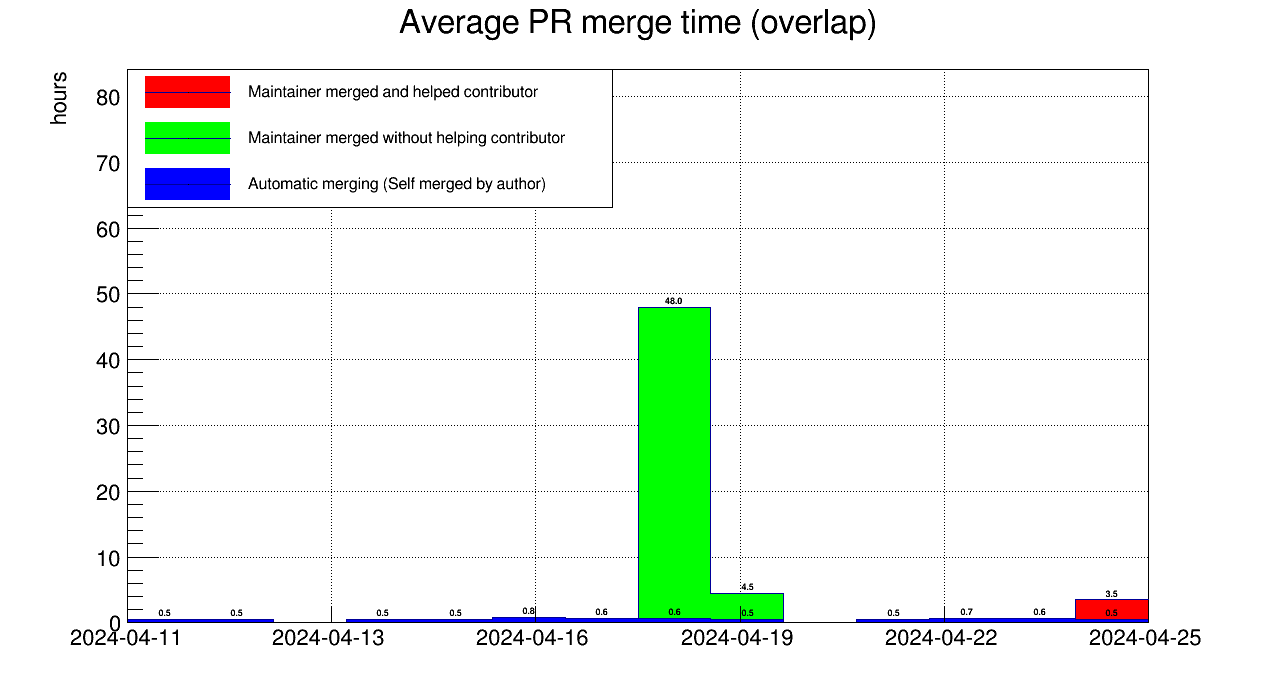 Average PR merge time (overlap)
hours
Maintainer merged and helped contributor
Maintainer merged without helping contributor
Automatic merging (Self merged by author)
80
70
60
50
40
30
20
10
0
48.0
4.5
3.5
0.5 0.5 0.5 0.5 0.8 0.6 0.6 0.5 0.5 0.7 0.6 0.5
2024-04-11 2024-04-13 2024-04-16 2024-04-19 2024-04-22 2024-04-25